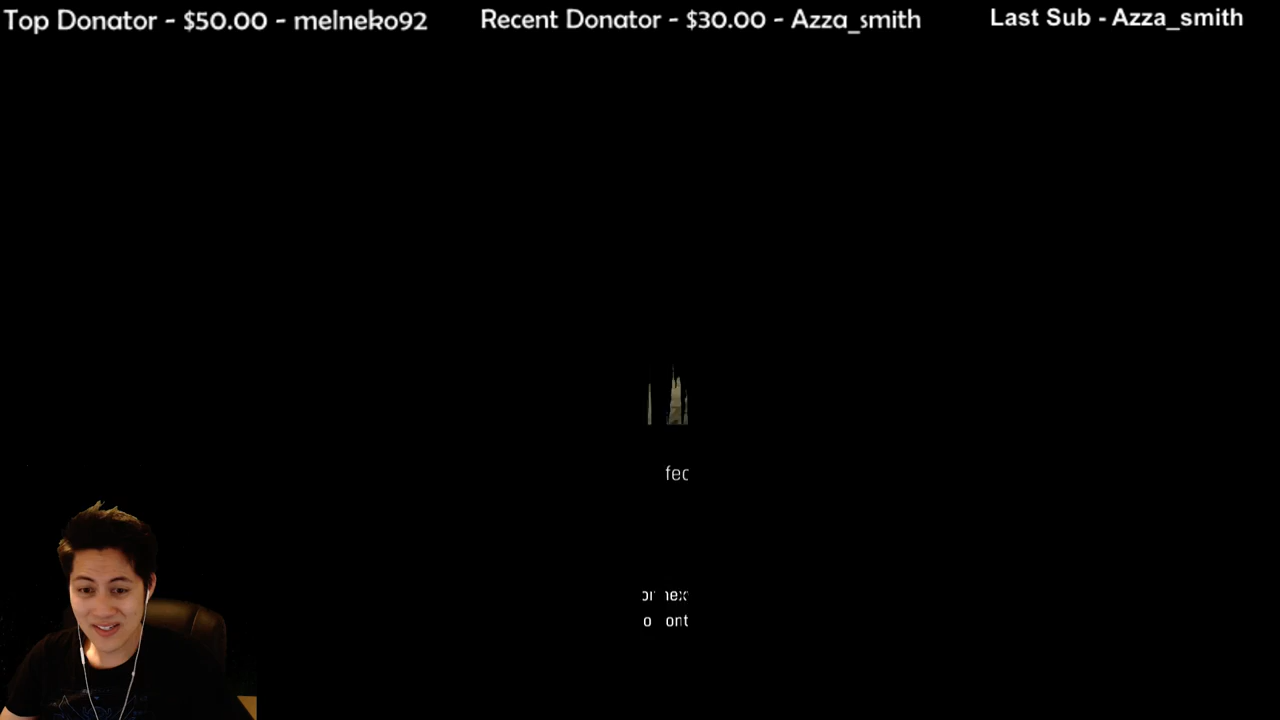 Top Donator - $50.00 - melneko92
Recent Donator - $30.00 - Azza_smith
Last Sub - Azza_smith